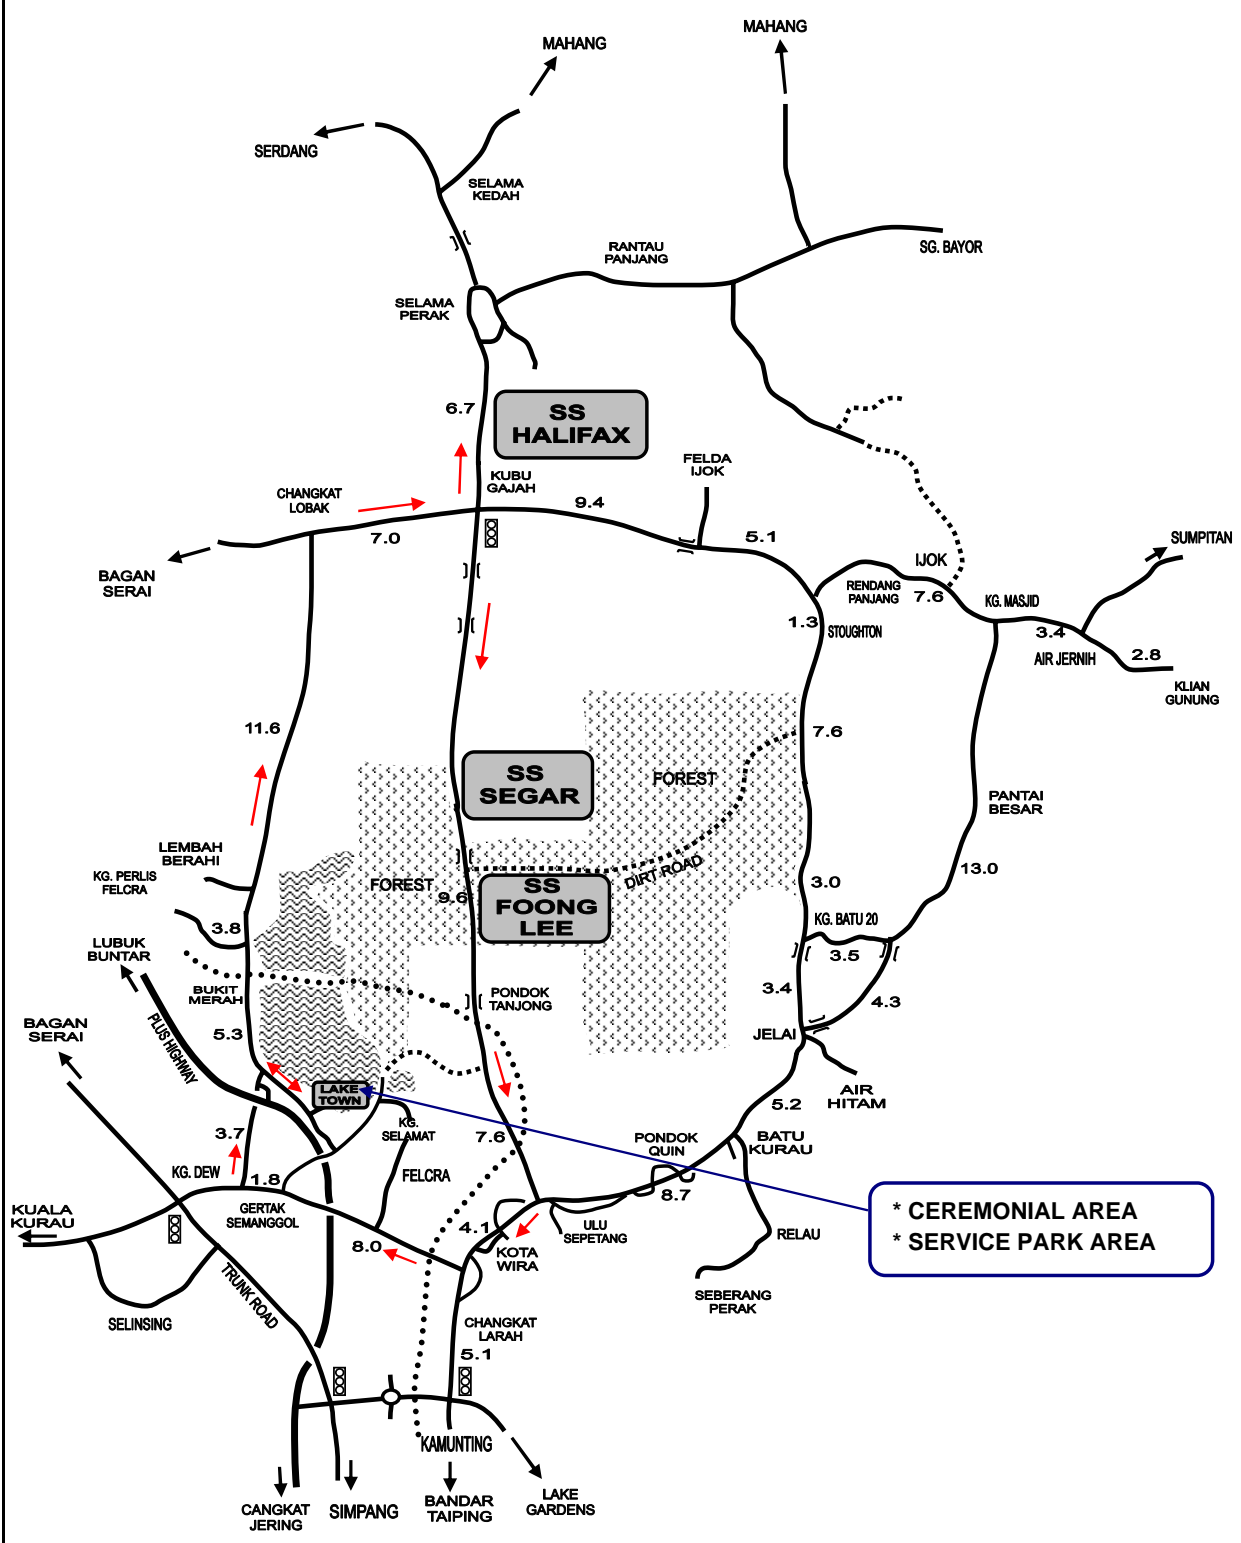 MAHANG
MAHANG
SERDANG
SELAMA
KEDAH
RANTAU
PANJANG
SG. BAYOR
SELAMA
PERAK
6.7
SS
HALIFAX
FELDA
IJOK
KUBU
GAJAH
CHANGKAT
LOBAK
9.4
7.0
5.1
SUMPITAN
BAGAN
SERAI
IJOK
RENDANG
PANJANG
7.6
KG. MASJID
1.3
STOUGHTON
3.4
AIR JERNIH
2.8
KLIAN
GUNUNG
11.6
7.6
SS
SEGAR
FOREST
PANTAI
BESAR
LEMBAH
BERAHI
KG. PERLIS
FELCRA
FOREST
DIRT ROAD
13.0
9.6
SS
FOONG
LEE
3.0
3.8
KG. BATU 20
LUBUK
BUNTAR
3.5
BUKIT
MERAH
PONDOK
TANJONG
3.4
4.3
BAGAN
SERAI
PLUS HIGHWAY
5.3
JELAI
LAKE
TOWN
AIR
HITAM
5.2
KG.
SELAMAT
3.7
7.6
PONDOK
QUIN
BATU
KURAU
KG. DEW
1.8
FELCRA
8.7
KUALA
KURAU
GERTAK
SEMANGGOL
4.1
ULU
SEPETANG
* CEREMONIAL AREA
* SERVICE PARK AREA
8.0
KOTA
WIRA
RELAU
TRUNK ROAD
SEBERANG
PERAK
SELINSING
CHANGKAT
LARAH
5.1
KAMUNTING
CANGKAT
JERING
SIMPANG
BANDAR
TAIPING
LAKE
GARDENS